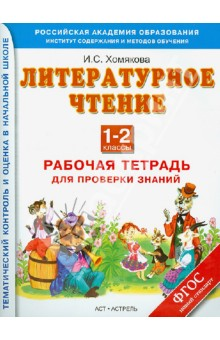 РОССИЙСКАЯ АКАДЕМИЯ ОБРАЗОВАНИЯ
ИНСТИТУТ СОДЕРЖАНИЯ И МЕТОДОВ ОБУЧЕНИЯ
И.С. Хомякова
ЛИТЕРАТУРНОЕ
ЧТЕНИЕ
1-2
классы
РАБОЧАЯ ТЕТРАДЬ
ДЛЯ ПРОВЕРКИ ЗНАНИЙ
ТЕМАТИЧЕСКИЙ КОНТРОЛЬ И ОЦЕНКА В НАЧАЛЬНОЙ ШКОЛЕ
ФГОС
АСТ • АСТРЕЛЬ